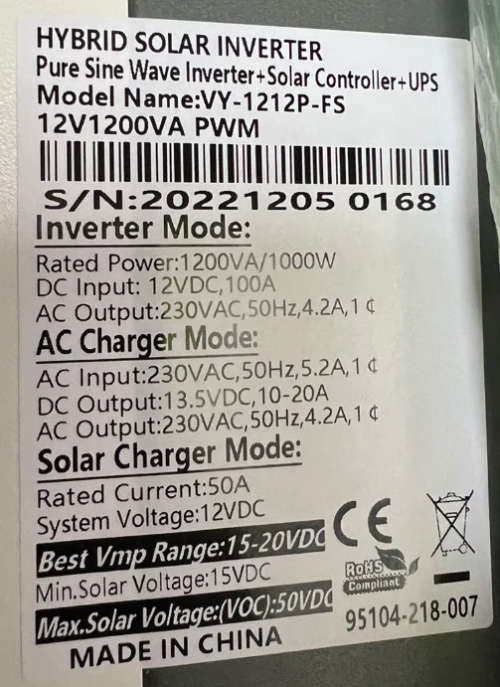 HYBRID SOLAR INVERTER
Pure Sine Wave Inverter+Solar Controller+UPS
Model Name:VY-1212P-FS
12V1200VA PWM
S/N:20221205 0168
Inverter Mode:
Rated Power:1200VA/1000W
DC Input: 12VDC,100A
AC Output:230VAC,50Hz,4.2A,1 ¢
AC Charger Mode:
AC Input:230VAC,50Hz,5.2A,1 ¢
DC Output:13.5VDC,10-20A
AC Output:230VAC,50Hz,4.2A,1 ¢
Solar Charger Mode:
Rated Current:50A
System Voltage:12VDC
Best Vmp Range:15-20VDC
Min.Solar Voltage:15VDC
Max.Solar Voltage:(VOC):50VDC
MADE IN CHINA
CE
RoHS
Compliant
95104-218-007